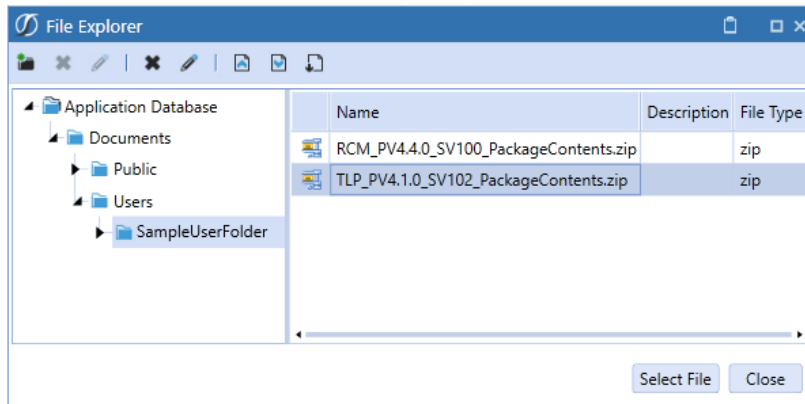 File Explorer
Application Database
Documents
Public
Users
SampleUserFolder
Name Description File Type
RCM_PV4.4.0_SV100_PackageContents.zip zip
TLP_PV4.1.0_SV102_PackageContents.zip zip
Select File Close